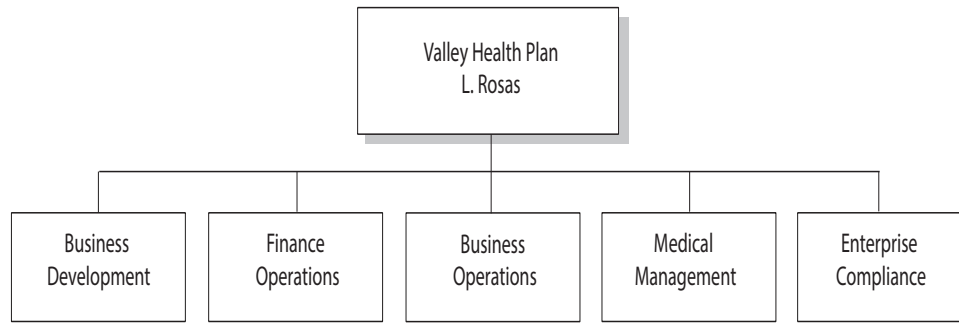 Valley Health Plan
L. Rosas
Business
Development
Finance
Operations
Business
Operations
Medical
Management
Enterprise
Compliance